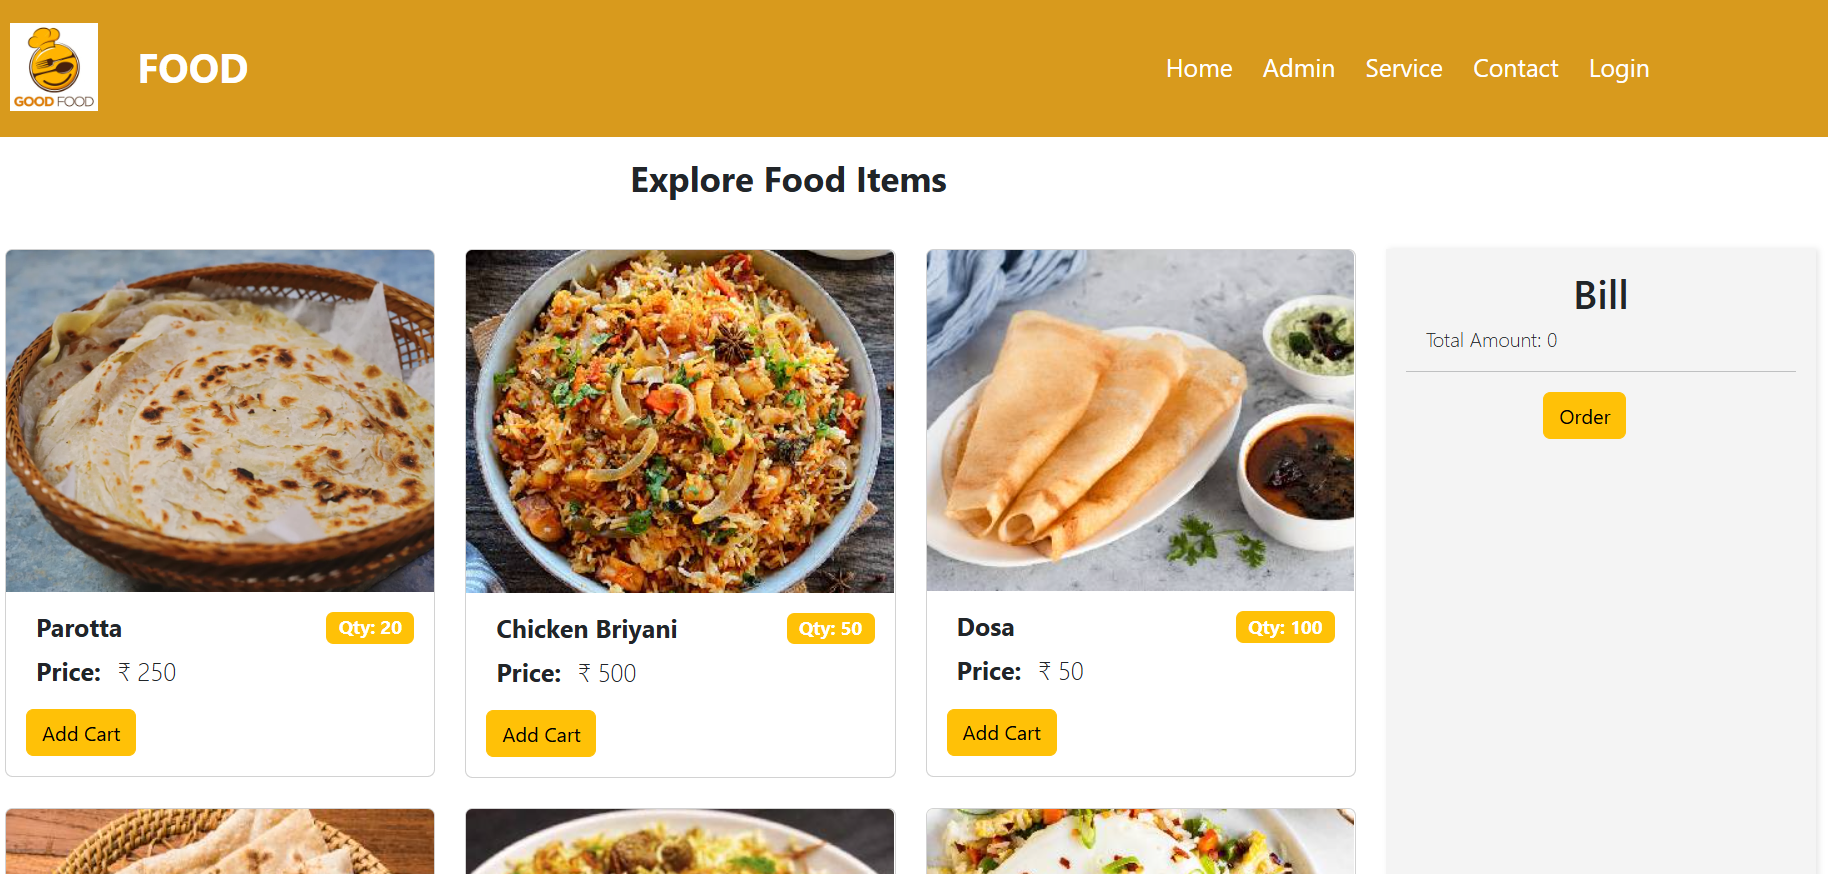 GOOD FOOD
FOOD
Home Admin Service Contact Login
Explore Food Items
Parotta Qty: 20
Price: ₹ 250
Add Cart
Chicken Briyani Qty: 50
Price: ₹ 500
Add Cart
Dosa Qty: 100
Price: ₹ 50
Add Cart
Bill
Total Amount: 0
Order